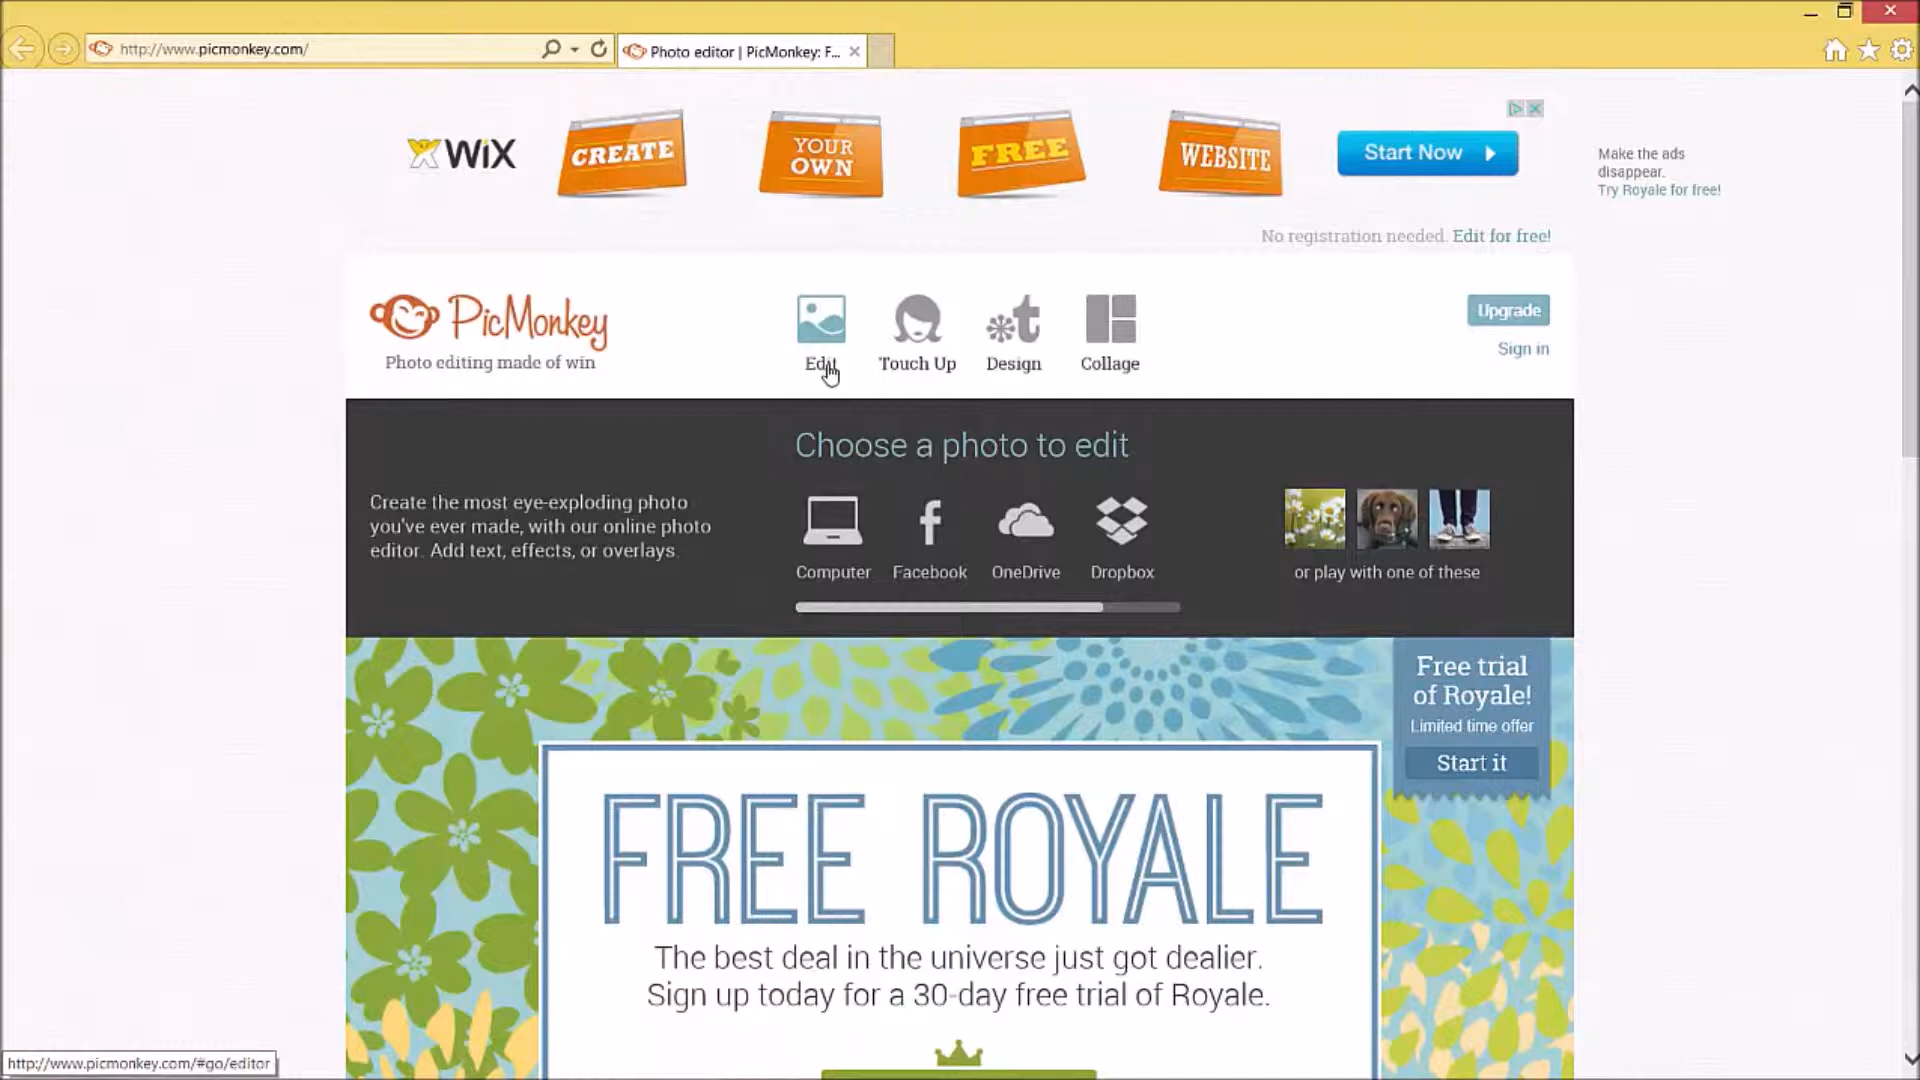 http://www.picmonkey.com/
Photo editor | PicMonkey: F...
WiX
CREATE
YOUR
OWN
FREE
WEBSITE
Start Now
Make the ads
disappear.
Try Royale for free!
No registration needed. Edit for free!
PicMonkey
Photo editing made of win
Edit
Touch Up
Design
Collage
Upgrade
Sign in
Choose a photo to edit
Create the most eye-exploding photo
you've ever made, with our online photo
editor. Add text, effects, or overlays.
Computer
Facebook
OneDrive
Dropbox
or play with one of these
Free trial
of Royale!
Limited time offer
Start it
FREE ROYALE
The best deal in the universe just got dealier.
Sign up today for a 30-day free trial of Royale.
http://www.picmonkey.com/#go/editor